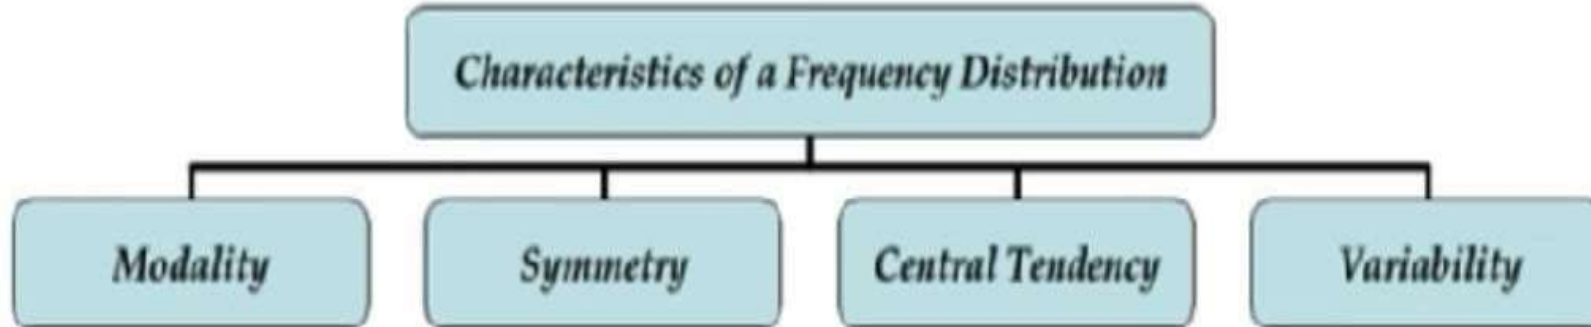 Characteristics of a Frequency Distribution
Modality
Symmetry
Central Tendency
Variability